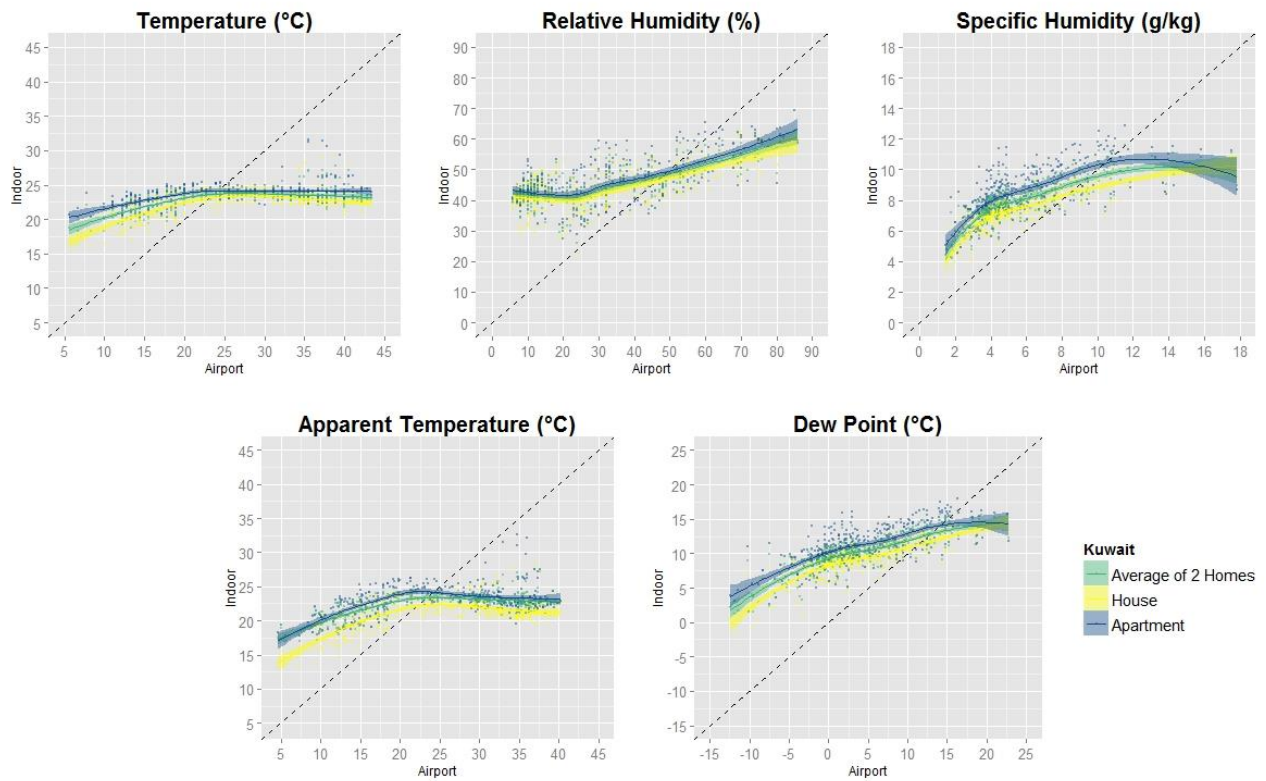 Temperature (°C)
45
40
35
30
25
20
15
10
5
Indoor
5 10 15 20 25 30 35 40 45
Airport
Relative Humidity (%)
90
80
70
60
50
40
30
20
10
0
Indoor
0 10 20 30 40 50 60 70 80 90
Airport
Specific Humidity (g/kg)
18
16
14
12
10
8
6
4
2
0
Indoor
0 2 4 6 8 10 12 14 16 18
Airport
Apparent Temperature (°C)
45
40
35
30
25
20
15
10
5
Indoor
5 10 15 20 25 30 35 40 45
Airport
Dew Point (°C)
25
20
15
10
5
0
-5
-10
-15
Indoor
-15 -10 -5 0 5 10 15 20 25
Airport
Kuwait
Average of 2 Homes
House
Apartment